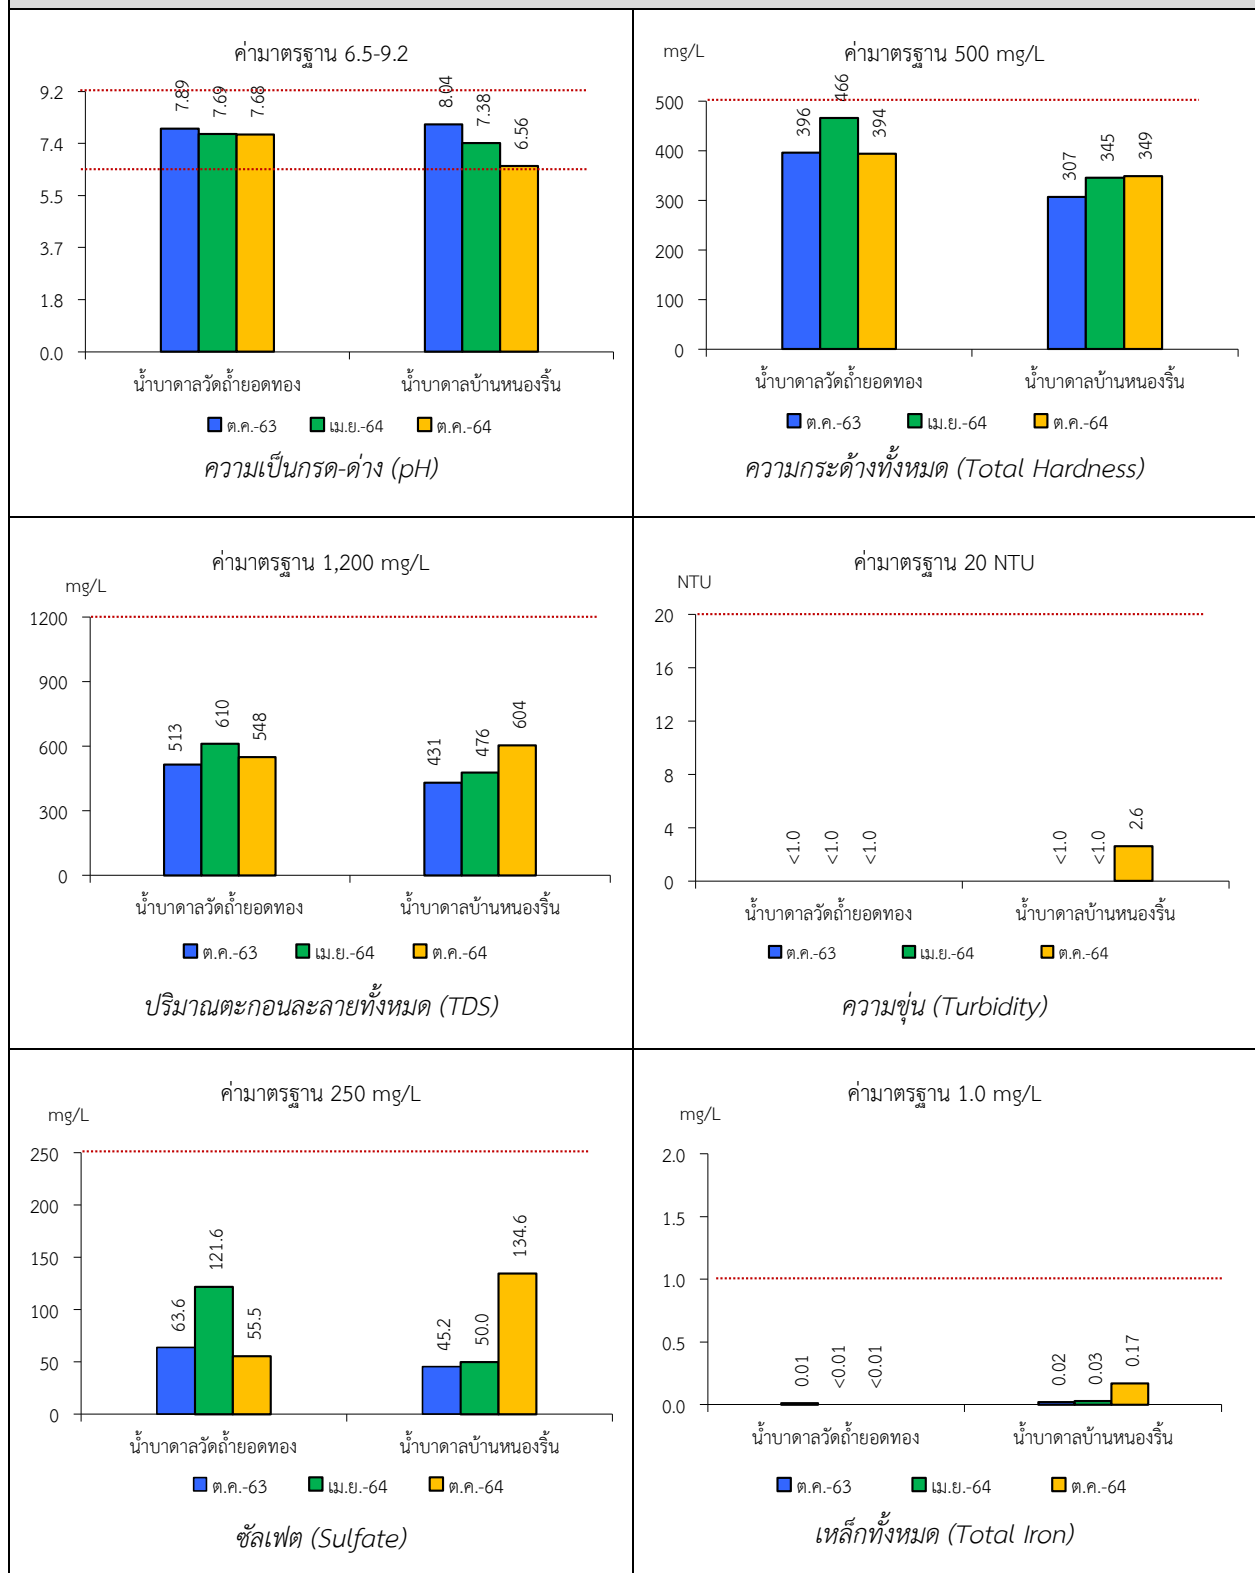 ค่ามาตรฐาน 6.5-9.2
9.2
7.4
5.5
3.7
1.8
0.0
7.89
7.69
7.68
8.04
7.38
6.56
น้ำบาดาลวัดถ้ำยอดทอง
น้ำบาดาลบ้านหนองริ้น
ต.ค.-63
เม.ย.-64
ต.ค.-64
ความเป็นกรด-ด่าง (pH)
mg/L
ค่ามาตรฐาน 500 mg/L
500
400
300
200
100
0
396
466
394
307
345
349
น้ำบาดาลวัดถ้ำยอดทอง
น้ำบาดาลบ้านหนองริ้น
ต.ค.-63
เม.ย.-64
ต.ค.-64
ความกระด้างทั้งหมด (Total Hardness)
ค่ามาตรฐาน 1,200 mg/L
mg/L
1200
900
600
300
0
513
610
548
431
476
604
น้ำบาดาลวัดถ้ำยอดทอง
น้ำบาดาลบ้านหนองริ้น
ต.ค.-63
เม.ย.-64
ต.ค.-64
ปริมาณตะกอนละลายทั้งหมด (TDS)
ค่ามาตรฐาน 20 NTU
NTU
20
16
12
8
4
0
<1.0
<1.0
<1.0
<1.0
<1.0
2.6
น้ำบาดาลวัดถ้ำยอดทอง
น้ำบาดาลบ้านหนองริ้น
ต.ค.-63
เม.ย.-64
ต.ค.-64
ความขุ่น (Turbidity)
ค่ามาตรฐาน 250 mg/L
mg/L
250
200
150
100
50
0
63.6
121.6
55.5
45.2
50.0
134.6
น้ำบาดาลวัดถ้ำยอดทอง
น้ำบาดาลบ้านหนองริ้น
ต.ค.-63
เม.ย.-64
ต.ค.-64
ซัลเฟต (Sulfate)
ค่ามาตรฐาน 1.0 mg/L
mg/L
2.0
1.5
1.0
0.5
0.0
0.01
<0.01
<0.01
0.02
0.03
0.17
น้ำบาดาลวัดถ้ำยอดทอง
น้ำบาดาลบ้านหนองริ้น
ต.ค.-63
เม.ย.-64
ต.ค.-64
เหล็กทั้งหมด (Total Iron)